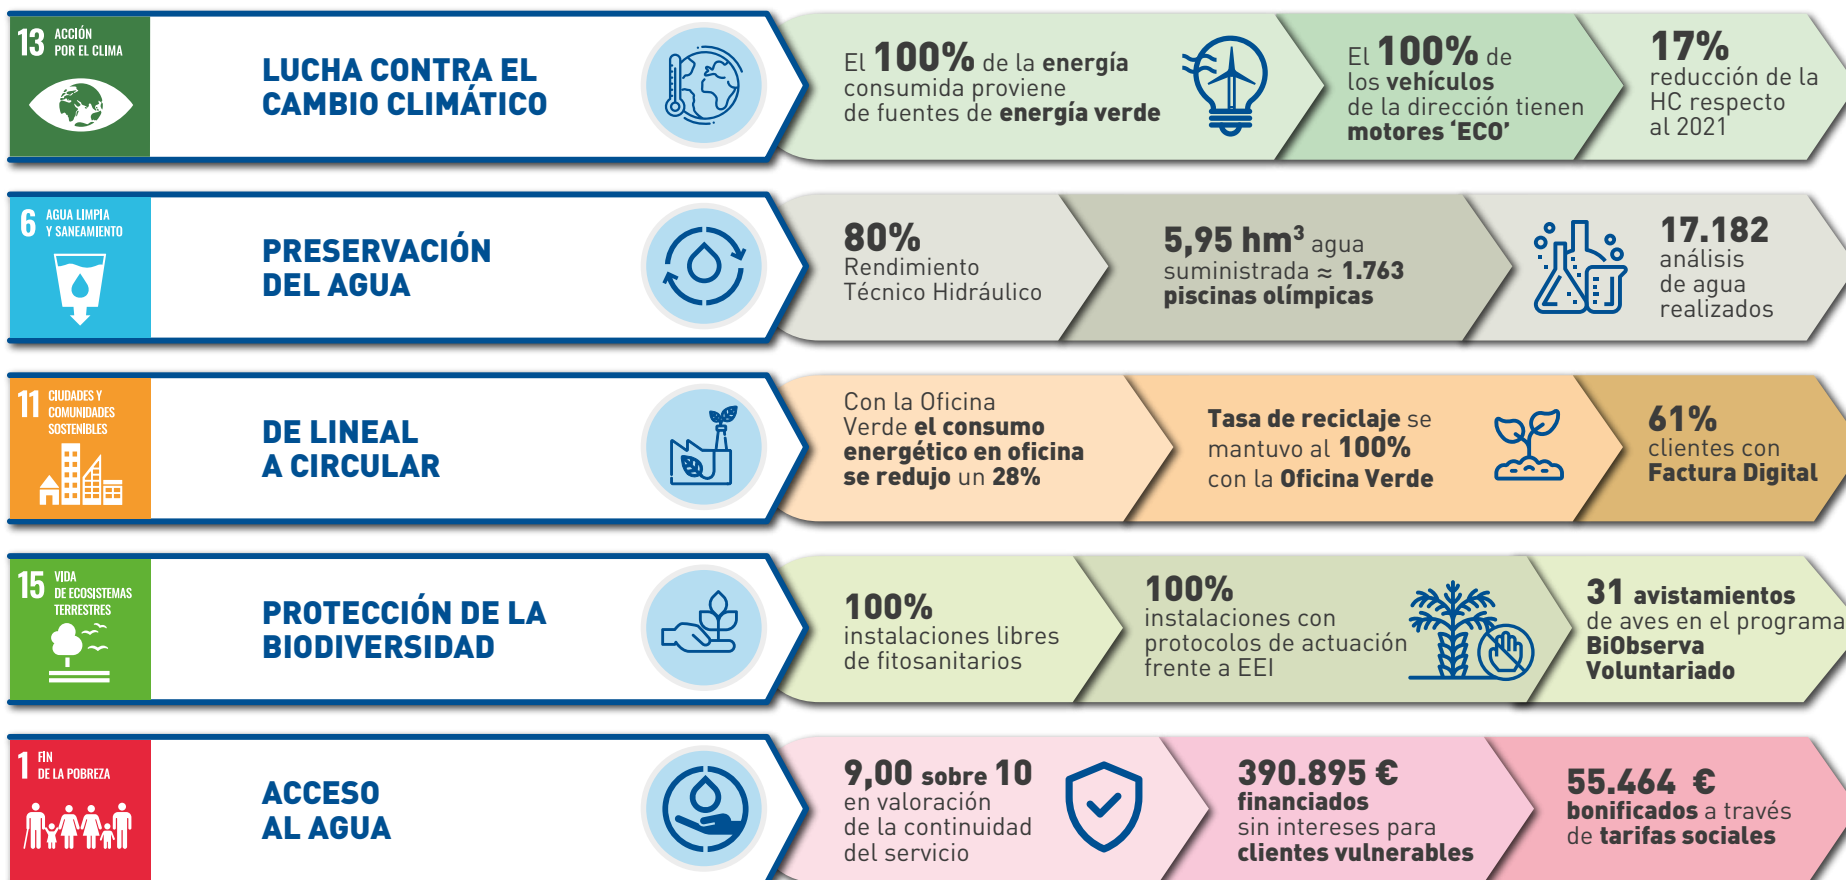 13 ACCIÓN
POR EL CLIMA
LUCHA CONTRA EL
CAMBIO CLIMÁTICO
El 100% de la energía
consumida proviene
de fuentes de energía verde
El 100% de
los vehículos
de la dirección tienen
motores ‘ECO’
17%
reducción de la
HC respecto
al 2021
6 AGUA LIMPIA
Y SANEAMIENTO
PRESERVACIÓN
DEL AGUA
80%
Rendimiento
Técnico Hidráulico
5,95 hm³ agua
suministrada ≈ 1.763
piscinas olímpicas
17.182
análisis
de agua
realizados
11 CIUDADES Y
COMUNIDADES
SOSTENIBLES
DE LINEAL
A CIRCULAR
Con la Oficina
Verde el consumo
energético en oficina
se redujo un 28%
Tasa de reciclaje se
mantuvo al 100%
con la Oficina Verde
61%
clientes con
Factura Digital
15 VIDA
DE ECOSISTEMAS
TERRESTRES
PROTECCIÓN DE LA
BIODIVERSIDAD
100%
instalaciones libres
de fitosanitarios
100%
instalaciones con
protocolos de actuación
frente a EEI
31 avistamientos
de aves en el programa
BiObserva
Voluntariado
1 FIN
DE LA POBREZA
ACCESO
AL AGUA
9,00 sobre 10
en valoración
de la continuidad
del servicio
390.895 €
financiados
sin intereses para
clientes vulnerables
55.464 €
bonificados a través
de tarifas sociales